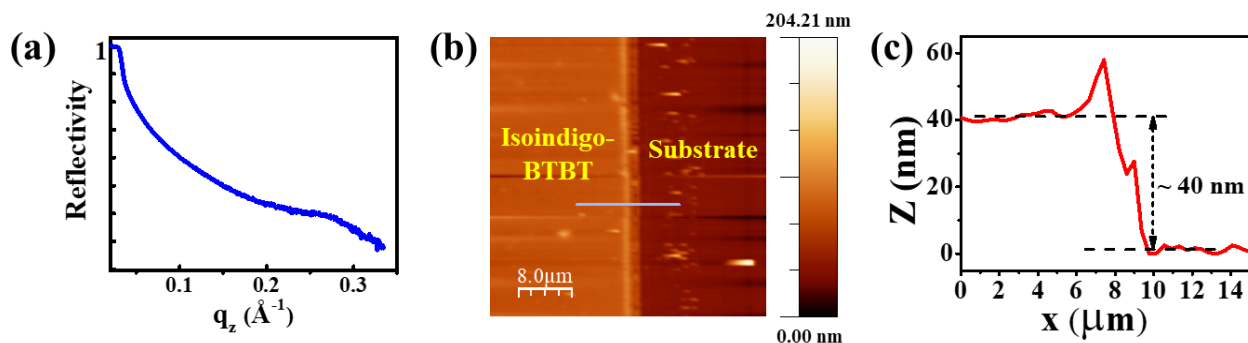 (a)
1
Reflectivity
0.1 0.2 0.3
q_z (Å⁻¹)
(b)
204.21 nm
Isoindigo-
BTBT
Substrate
8.0μm
0.00 nm
(c)
60
40
20
0
Z (nm)
~ 40 nm
0 2 4 6 8 10 12 14
x (μm)